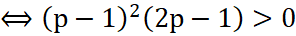 ⇔ (p − 1)²(2p − 1) > 0